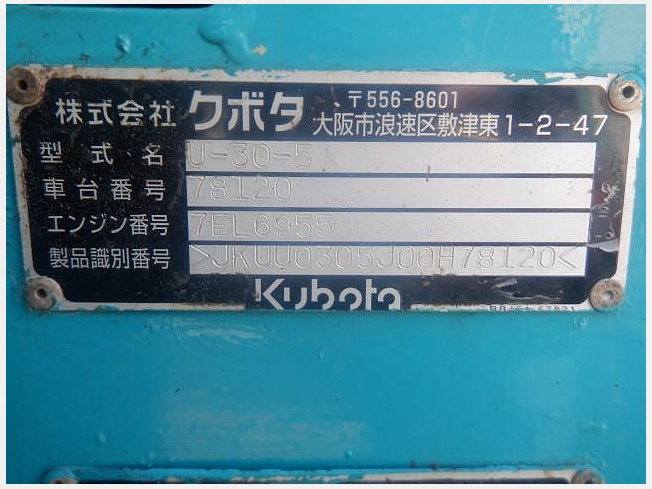 株式会社 クボタ 〒556-8601
大阪市浪速区敷津東1-2-47
型式名 U-30-5
車台番号 78120
エンジン番号 7EL6955
製品識別番号 >JKUU0305J00H78120<
Kubota